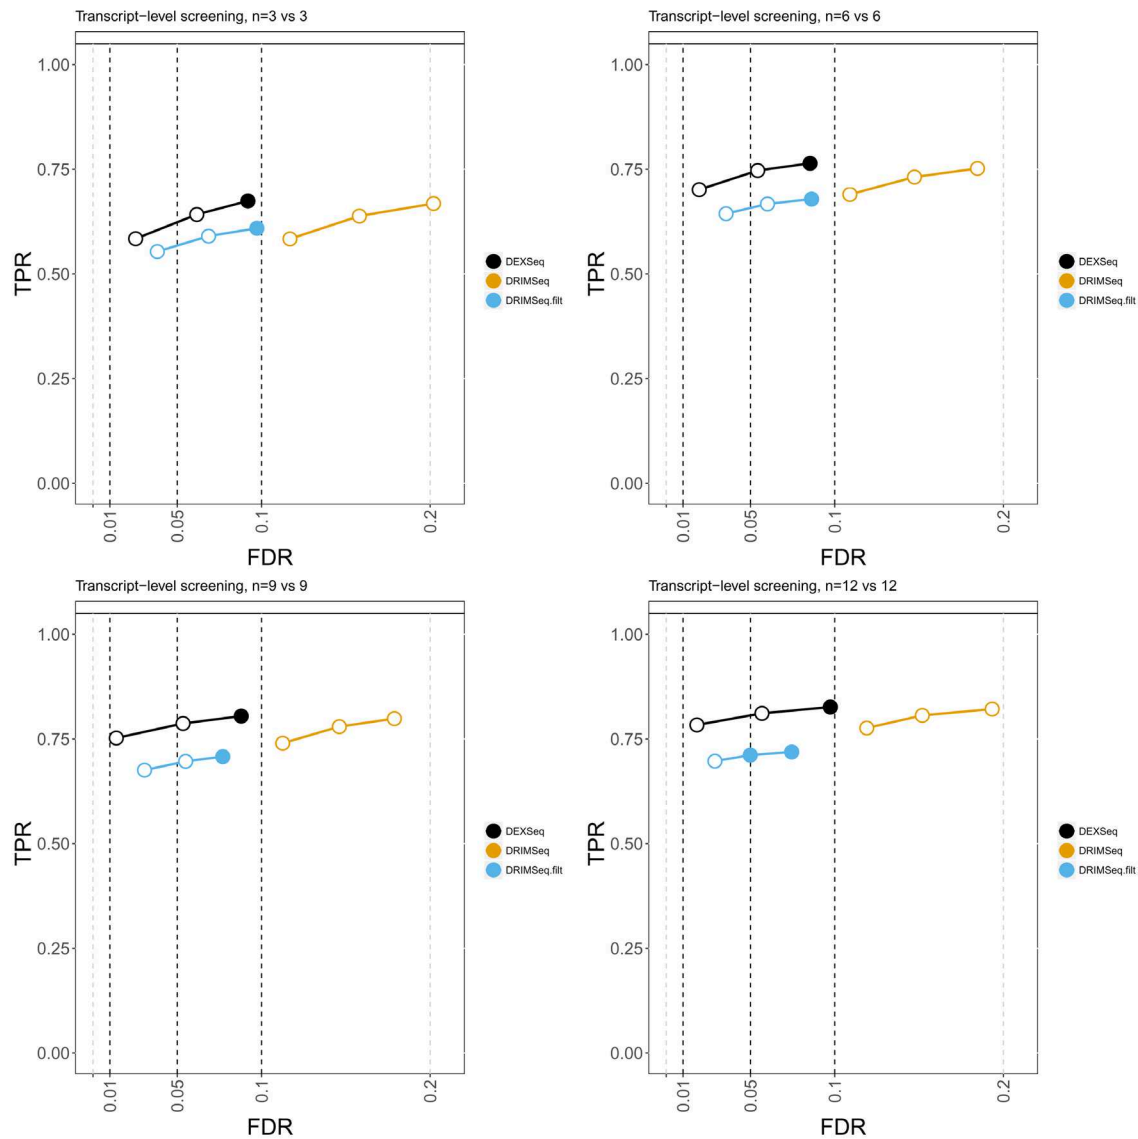 Transcript−level screening, n=3 vs 3
1.00
0.75
0.50
0.25
0.00
TPR
0.01
0.05
0.1
0.2
FDR
DEXSeq
DRIMSeq
DRIMSeq.filt
Transcript−level screening, n=6 vs 6
1.00
0.75
0.50
0.25
0.00
TPR
0.01
0.05
0.1
0.2
FDR
DEXSeq
DRIMSeq
DRIMSeq.filt
Transcript−level screening, n=9 vs 9
1.00
0.75
0.50
0.25
0.00
TPR
0.01
0.05
0.1
0.2
FDR
DEXSeq
DRIMSeq
DRIMSeq.filt
Transcript−level screening, n=12 vs 12
1.00
0.75
0.50
0.25
0.00
TPR
0.01
0.05
0.1
0.2
FDR
DEXSeq
DRIMSeq
DRIMSeq.filt